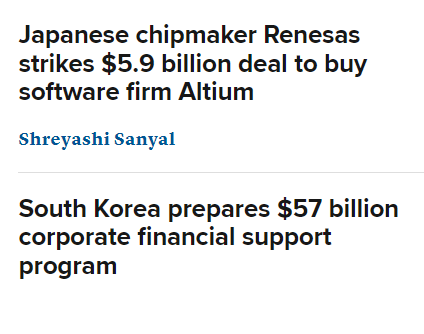 Japanese chipmaker Renesas
strikes $5.9 billion deal to buy
software firm Altium
Shreyashi Sanyal
South Korea prepares $57 billion
corporate financial support
program